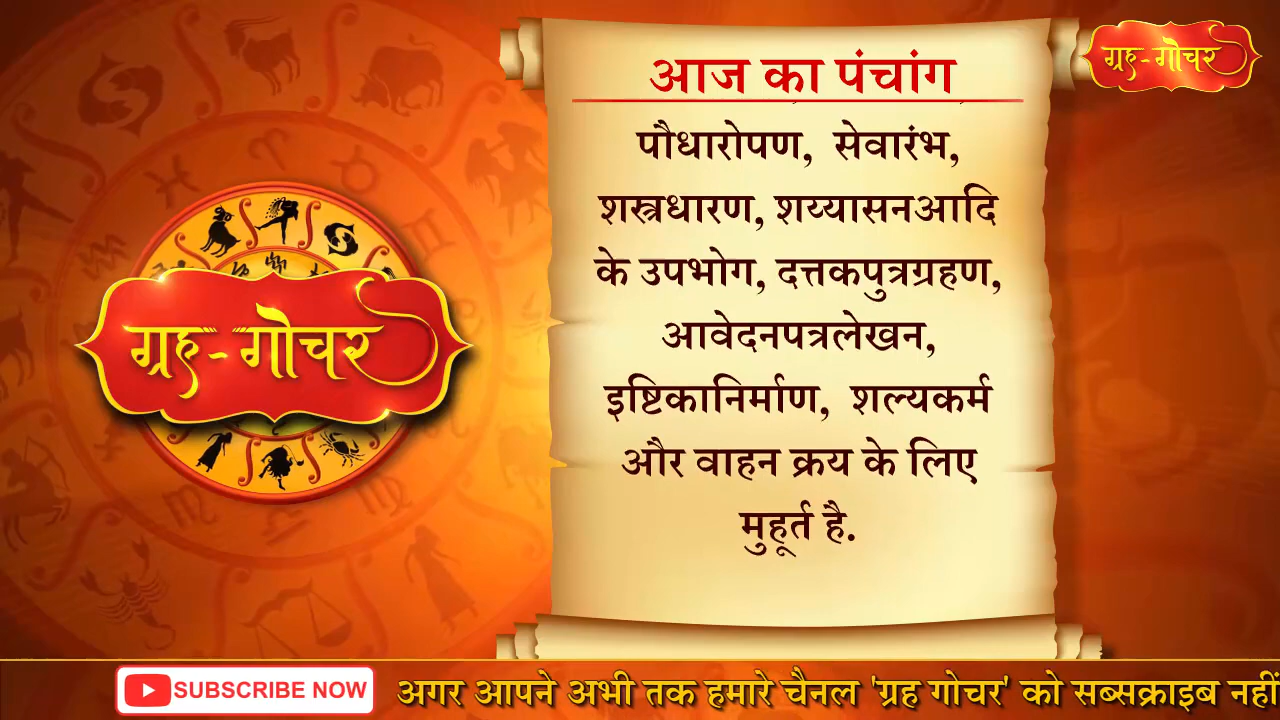 आज का पंचांग
ग्रह-गोचर
पौधारोपण, सेवारंभ,
शस्त्रधारण, शय्यासनआदि
के उपभोग, दत्तकपुत्रग्रहण,
आवेदनपत्रलेखन,
इष्टिकानिर्माण, शल्यकर्म
और वाहन क्रय के लिए
मुहूर्त है.
ग्रह-गोचर
SUBSCRIBE NOW
अगर आपने अभी तक हमारे चैनल 'ग्रह गोचर' को सब्सक्राइब नहीं